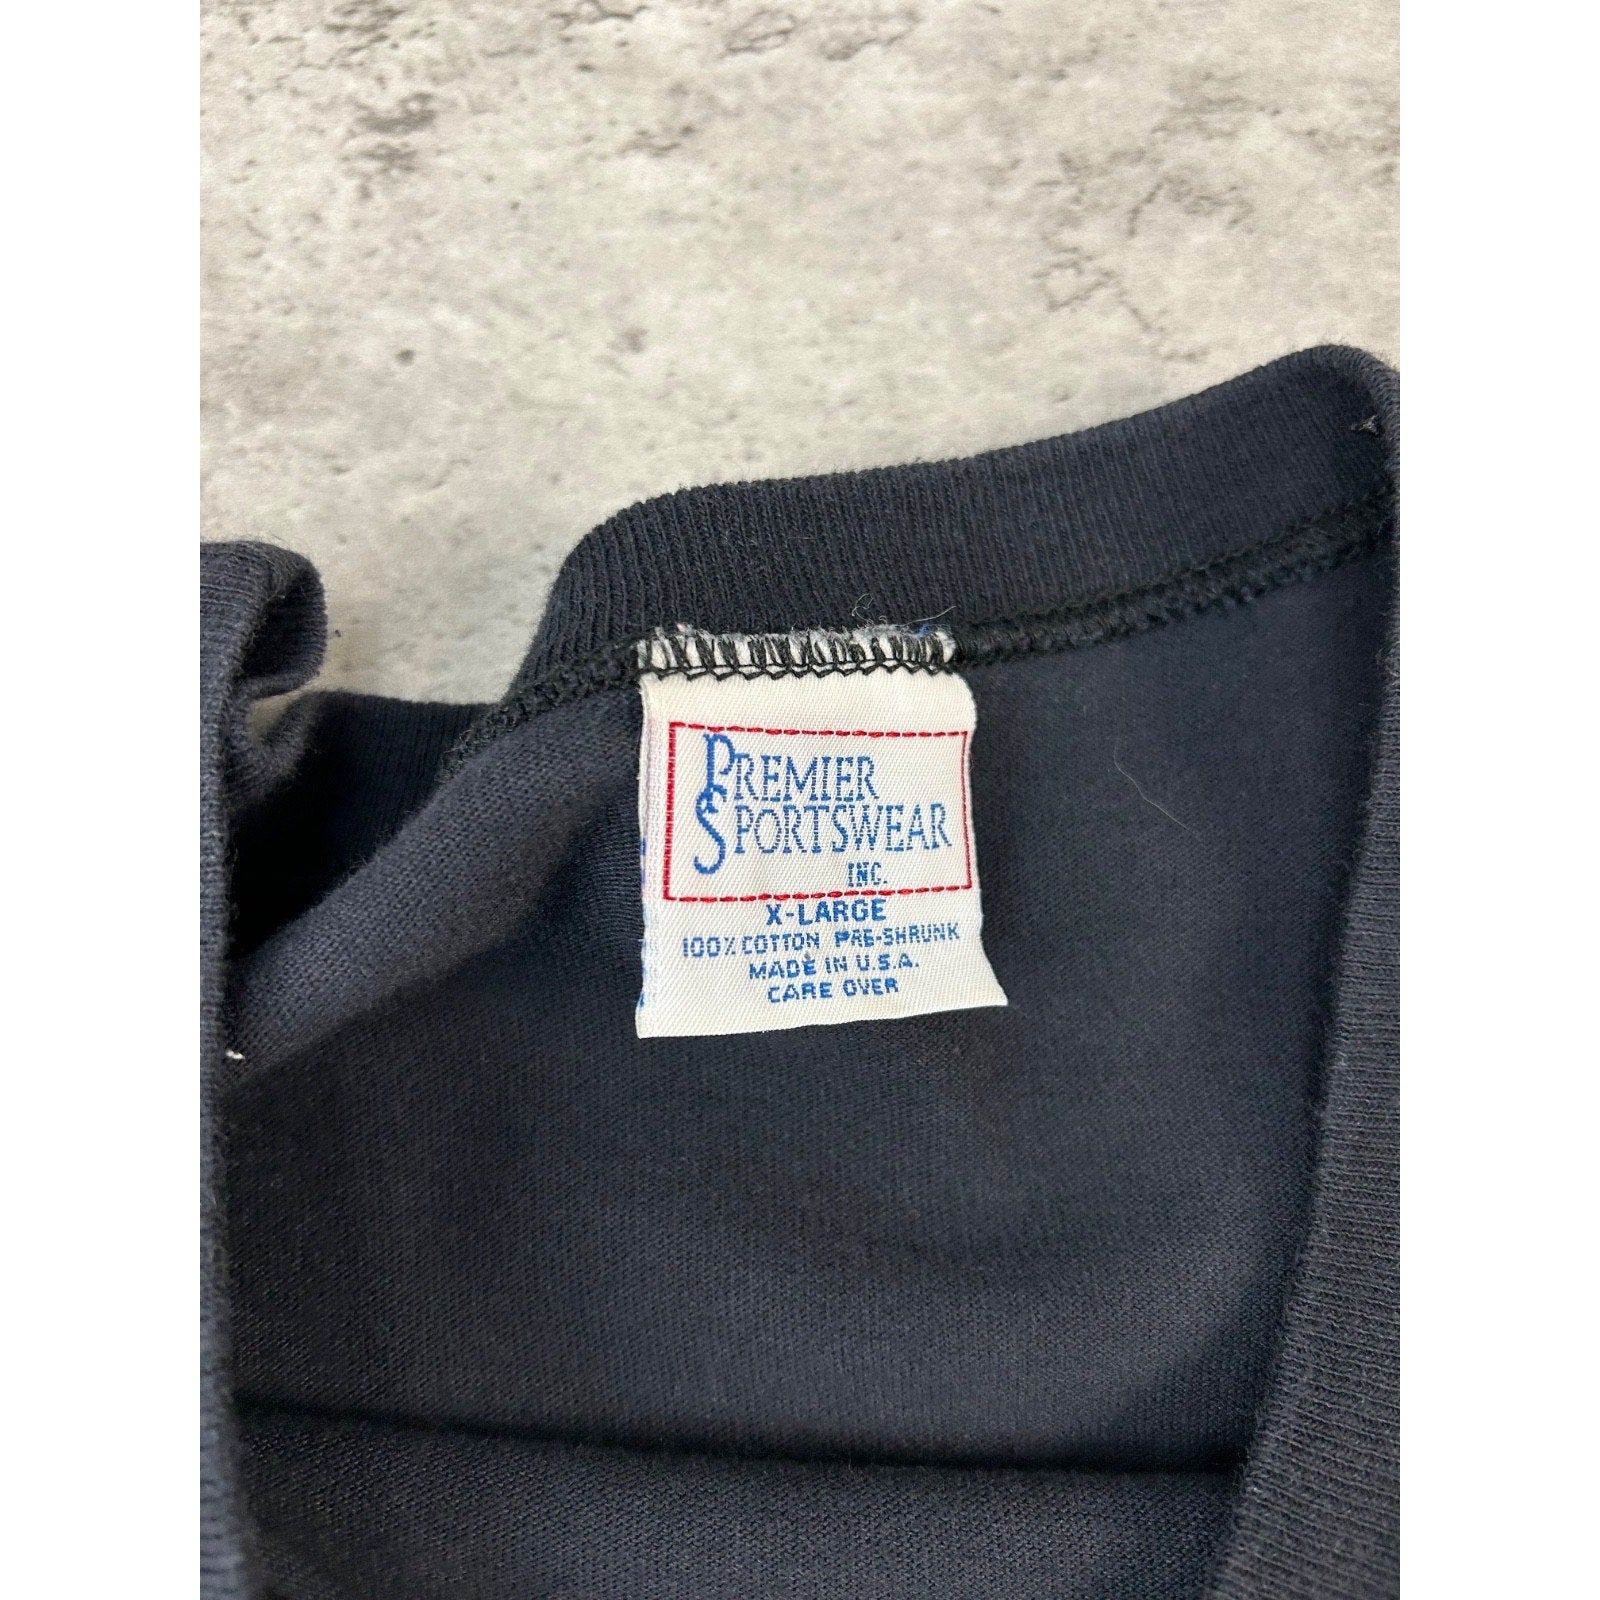 PREMIER
SPORTSWEAR
INC.
X-LARGE
100% COTTON PRE-SHRUNK
MADE IN U.S.A.
CARE OVER